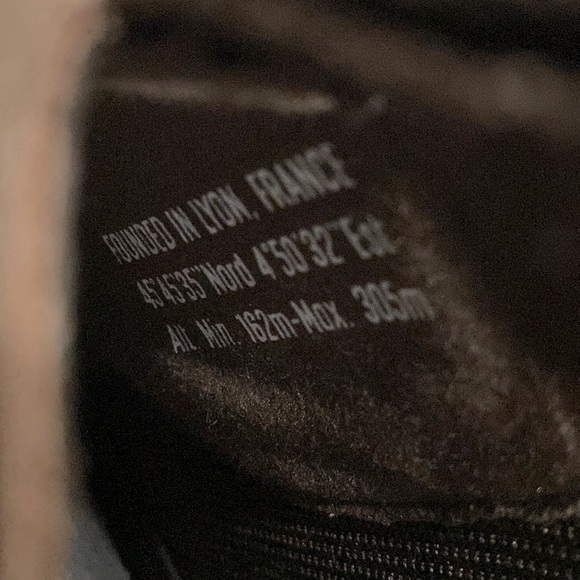 FOUNDED IN LYON, FRANCE
45°45'35" Nord 4°50'32" Est
Alt. Min. 162m-Max. 305m